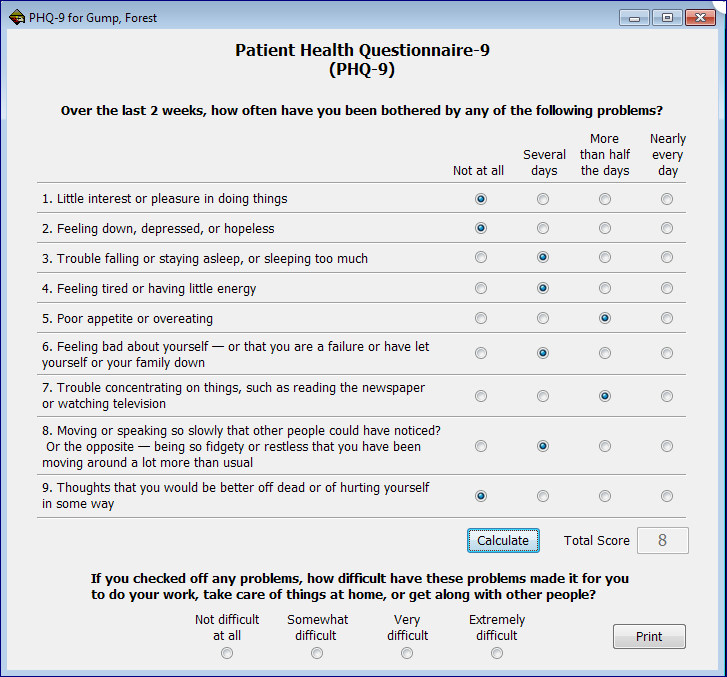 PHQ-9 for Gump, Forest
Patient Health Questionnaire-9
(PHQ-9)
Over the last 2 weeks, how often have you been bothered by any of the following problems?
Not at all
Several
days
More
than half
the days
Nearly
every
day
1. Little interest or pleasure in doing things
2. Feeling down, depressed, or hopeless
3. Trouble falling or staying asleep, or sleeping too much
4. Feeling tired or having little energy
5. Poor appetite or overeating
6. Feeling bad about yourself — or that you are a failure or have let
yourself or your family down
7. Trouble concentrating on things, such as reading the newspaper
or watching television
8. Moving or speaking so slowly that other people could have noticed?
Or the opposite — being so fidgety or restless that you have been
moving around a lot more than usual
9. Thoughts that you would be better off dead or of hurting yourself
in some way
Calculate
Total Score
8
If you checked off any problems, how difficult have these problems made it for you
to do your work, take care of things at home, or get along with other people?
Not difficult
at all
Somewhat
difficult
Very
difficult
Extremely
difficult
Print